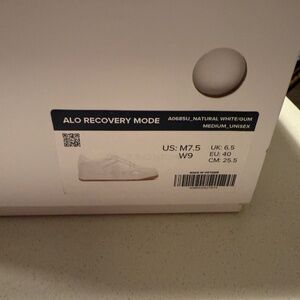 ALO RECOVERY MODE
A0685U_NATURAL WHITE/GUM
MEDIUM_UNISEX
US: M7.5
W9
UK: 6.5
EU: 40
CM: 25.5
MADE IN VIETNAM